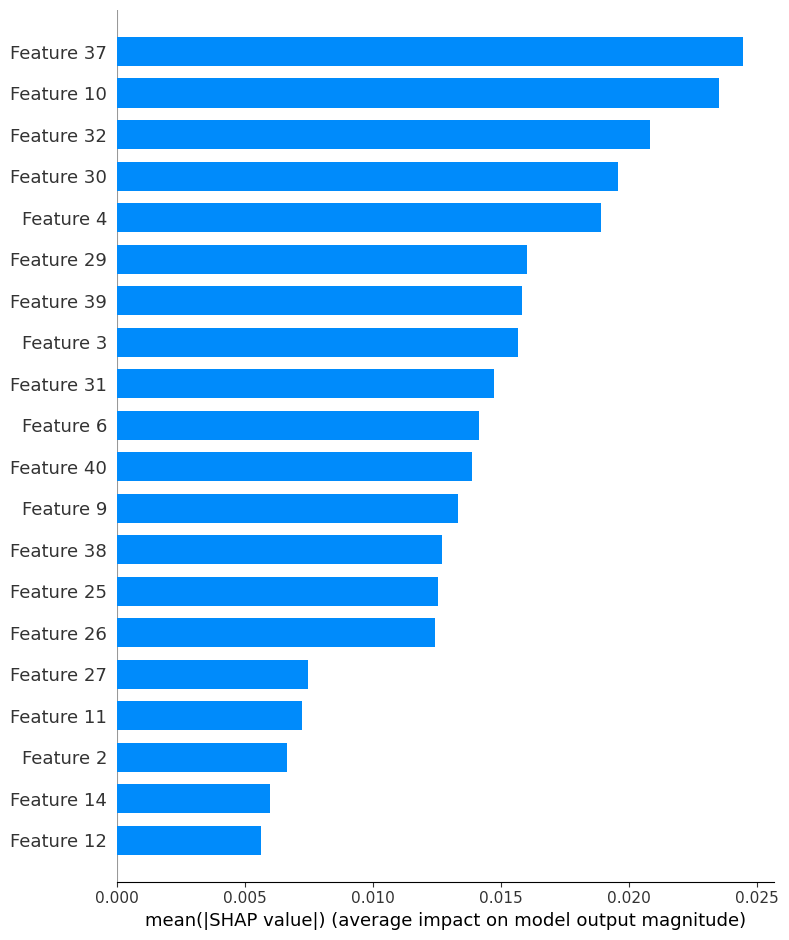 Feature 37
Feature 10
Feature 32
Feature 30
Feature 4
Feature 29
Feature 39
Feature 3
Feature 31
Feature 6
Feature 40
Feature 9
Feature 38
Feature 25
Feature 26
Feature 27
Feature 11
Feature 2
Feature 14
Feature 12
0.000 0.005 0.010 0.015 0.020 0.025
mean(|SHAP value|) (average impact on model output magnitude)